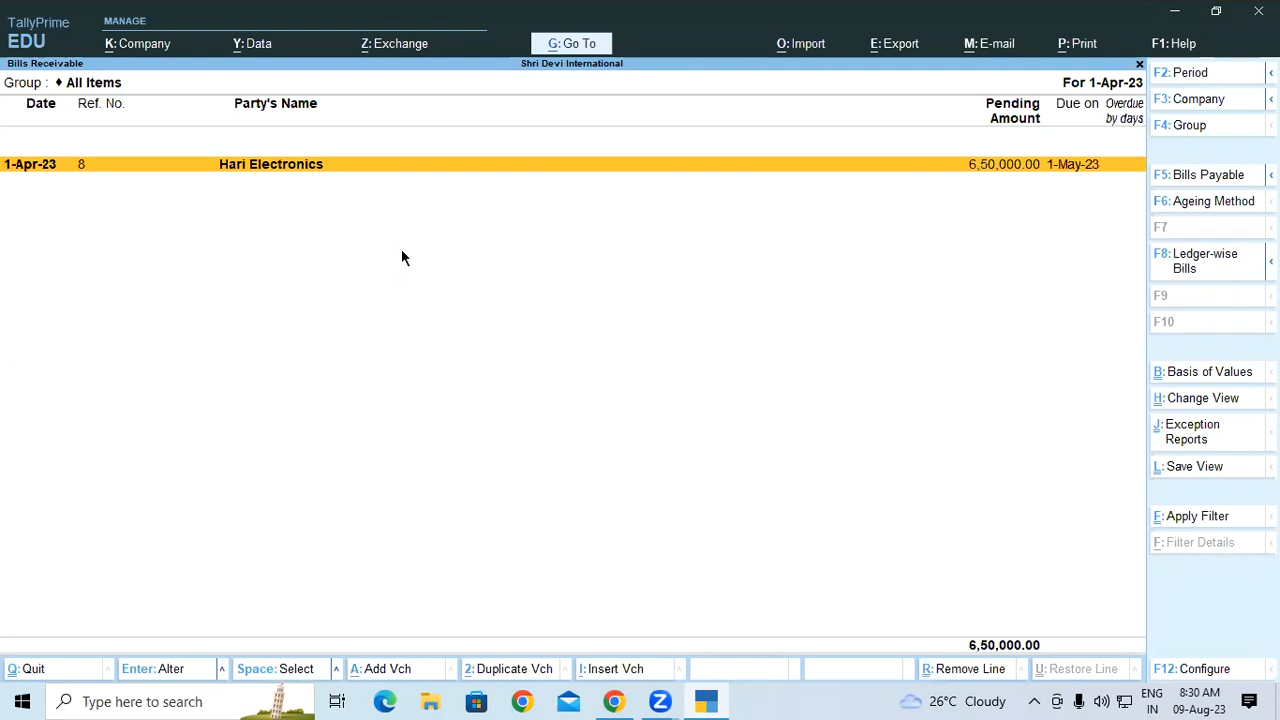 TallyPrime
EDU
MANAGE
K: Company
Y: Data
Z: Exchange
G: Go To
O: Import
E: Export
M: E-mail
P: Print
F1: Help
Bills Receivable
Shri Devi International
Group : ♦ All Items
For 1-Apr-23
Date
Ref. No.
Party's Name
Pending
Amount
Due on
Overdue
by days
1-Apr-23 8 Hari Electronics 6,50,000.00 1-May-23
6,50,000.00
F2: Period
F3: Company
F4: Group
F5: Bills Payable
F6: Ageing Method
F7
F8: Ledger-wise
Bills
F9
F10
B: Basis of Values
H: Change View
J: Exception
Reports
L: Save View
F: Apply Filter
F: Filter Details
Q: Quit
Enter: Alter
Space: Select
A: Add Vch
2: Duplicate Vch
I: Insert Vch
R: Remove Line
U: Restore Line
F12: Configure
Type here to search
26°C Cloudy
ENG
IN
8:30 AM
09-Aug-23